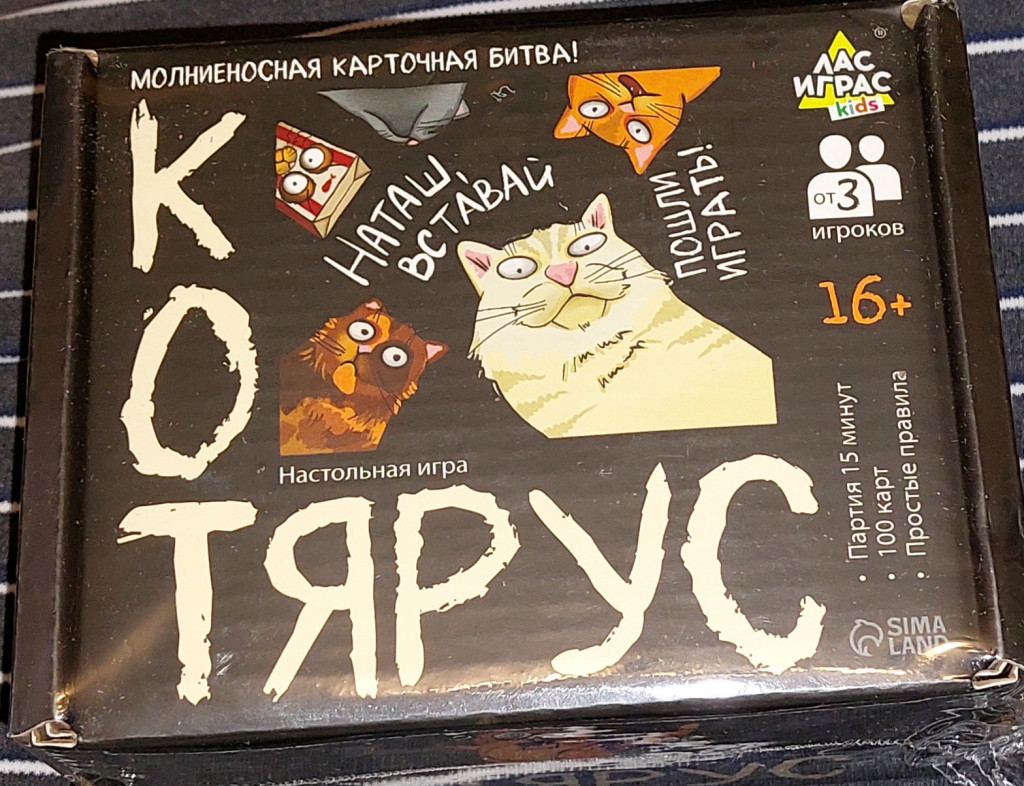 МОЛНИЕНОСНАЯ КАРТОЧНАЯ БИТВА!
ЛАС
ИГРАС
kids
®
КО
ТЯРУС
НАТАШ,
ВСТАВАЙ
ПОШЛИ
ИГРАТЬ!
от 3
игроков
16+
Настольная игра
• Партия 15 минут
• 100 карт
• Простые правила
SIMA
LAND
ТЯРУС